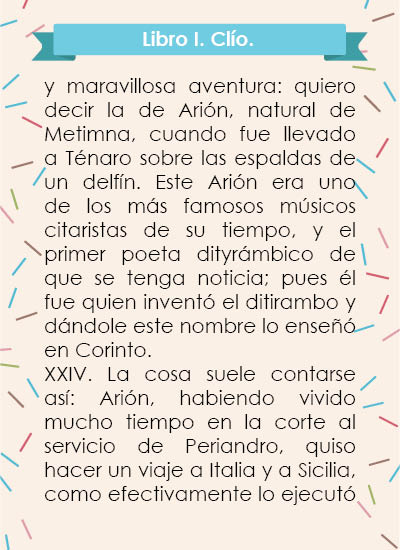 Libro I. Clío.
y maravillosa aventura: quiero
decir la de Arión, natural de
Metimna, cuando fue llevado
a Ténaro sobre las espaldas de
un delfín. Este Arión era uno
de los más famosos músicos
citaristas de su tiempo, y el
primer poeta dityrámbico de
que se tenga noticia; pues él
fue quien inventó el ditirambo y
dándole este nombre lo enseñó
en Corinto.
XXIV. La cosa suele contarse
así: Arión, habiendo vivido
mucho tiempo en la corte al
servicio de Periandro, quiso
hacer un viaje a Italia y a Sicilia,
como efectivamente lo ejecutó